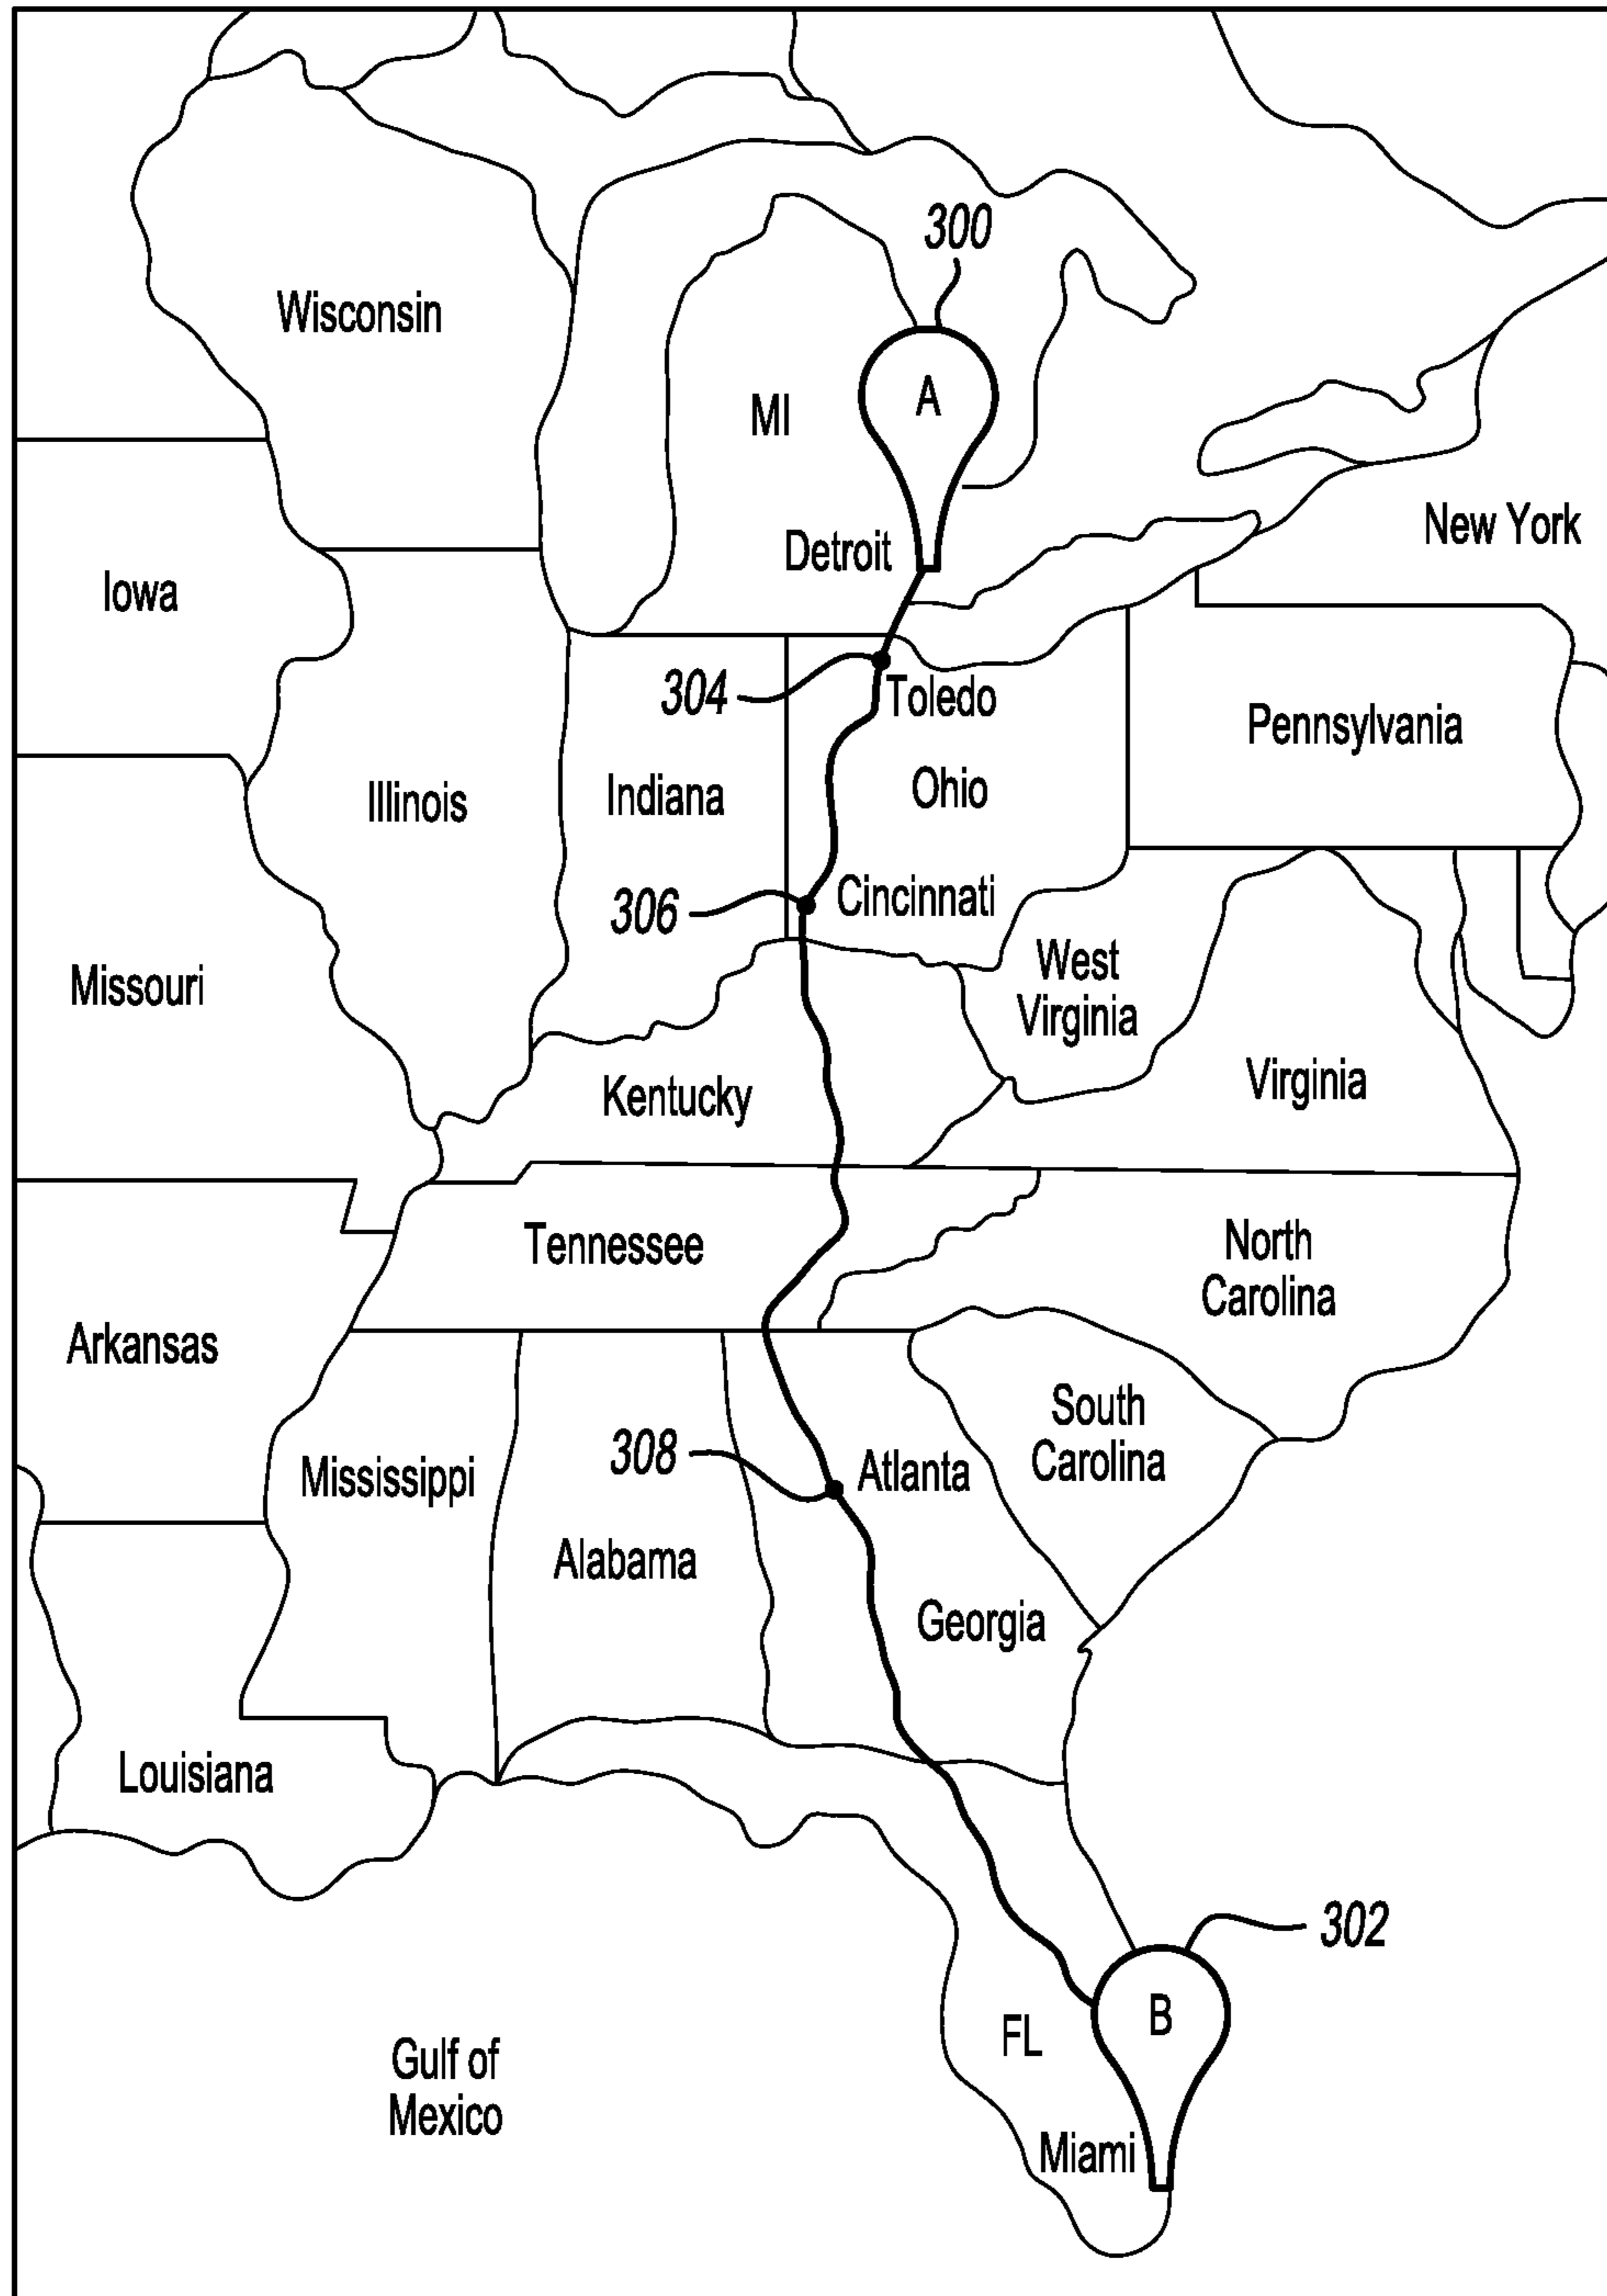 300
Wisconsin
A
MI
New York
Detroit
Iowa
304
Toledo
Pennsylvania
Illinois
Indiana
Ohio
306
Cincinnati
West
Virginia
Missouri
Kentucky
Virginia
Tennessee
North
Carolina
Arkansas
South
Carolina
308
Atlanta
Mississippi
Alabama
Georgia
Louisiana
302
B
FL
Gulf of
Mexico
Miami